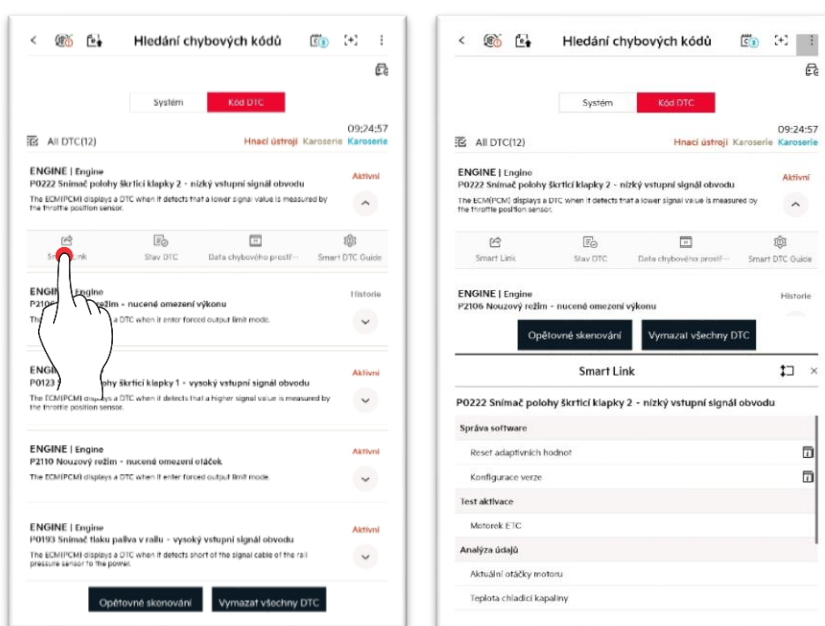 Hledání chybových kódů
Systém
Kód DTC
09:24:57
All DTC(12)
Hnací ústrojí Karoserie Karoserie
ENGINE | Engine
Aktivní
P0222 Snímač polohy škrticí klapky 2 - nízký vstupní signál obvodu
The ECM(PCM) displays a DTC when it detects that a lower signal value is measured by
the throttle position sensor.
Stav DTC
Data chybového prostř···
Smart DTC Guide
ENGINE | Engine
Historie
režim - nucené omezení výkonu
a DTC when it enter forced output limit mode.
Aktivní
P0123
polohy škrticí klapky 1 - vysoký vstupní signál obvodu
The ECM(PCM) displays a DTC when it detects that a higher signal value is measured by
the throttle position sensor.
ENGINE | Engine
Aktivní
P2110 Nouzový režim - nucené omezení otáček
The ECM(PCM) displays a DTC when it enter forced output limit mode.
ENGINE | Engine
Aktivní
P0193 Snímač tlaku paliva v railu - vysoký vstupní signál obvodu
The ECM(PCM) displays a DTC when it detects short of the signal cable of the rail
pressure sensor to the power.
Opětovné skenování
Vymazat všechny DTC
Hledání chybových kódů
Systém
Kód DTC
09:24:57
All DTC(12)
Hnací ústrojí Karoserie Karoserie
ENGINE | Engine
Aktivní
P0222 Snímač polohy škrticí klapky 2 - nízký vstupní signál obvodu
The ECM(PCM) displays a DTC when it detects that a lower signal value is measured by
the throttle position sensor.
Smart Link
Stav DTC
Data chybového prostř···
Smart DTC Guide
ENGINE | Engine
Historie
P2106 Nouzový režim - nucené omezení výkonu
Opětovné skenování
Vymazat všechny DTC
Smart Link
P0222 Snímač polohy škrticí klapky 2 - nízký vstupní signál obvodu
Správa software
Reset adaptivních hodnot
Konfigurace verze
Test aktivace
Motorek ETC
Analýza údajů
Aktuální otáčky motoru
Teplota chladicí kapaliny